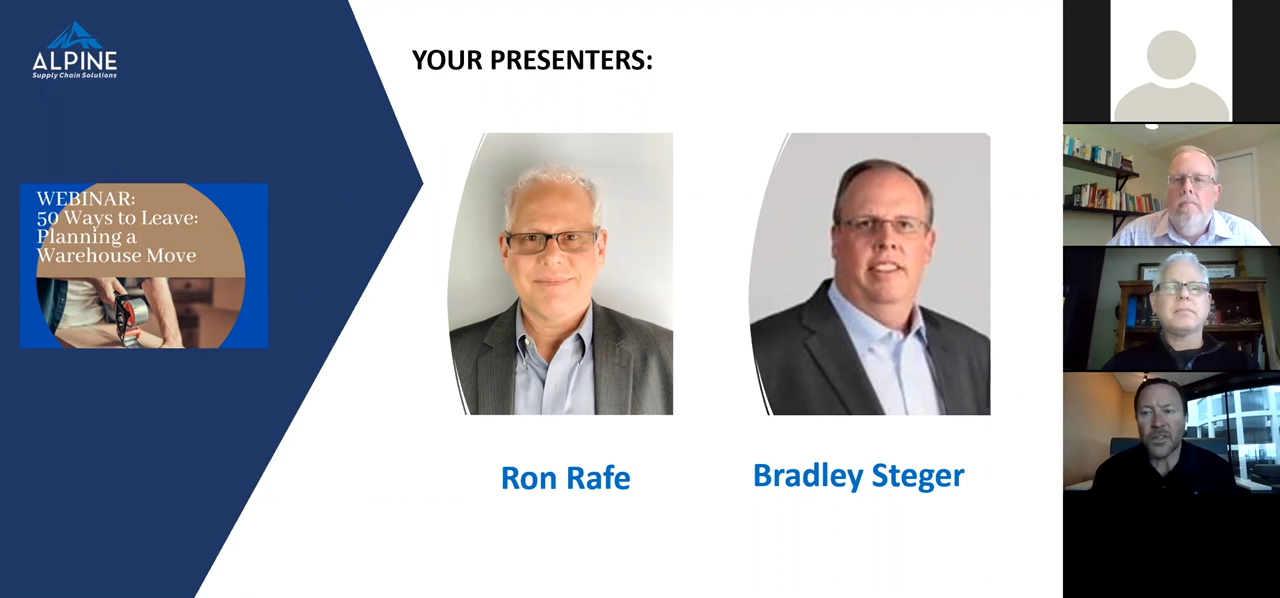 ALPINE
Supply Chain Solutions
YOUR PRESENTERS:
WEBINAR:
50 Ways to Leave:
Planning a
Warehouse Move
Ron Rafe
Bradley Steger